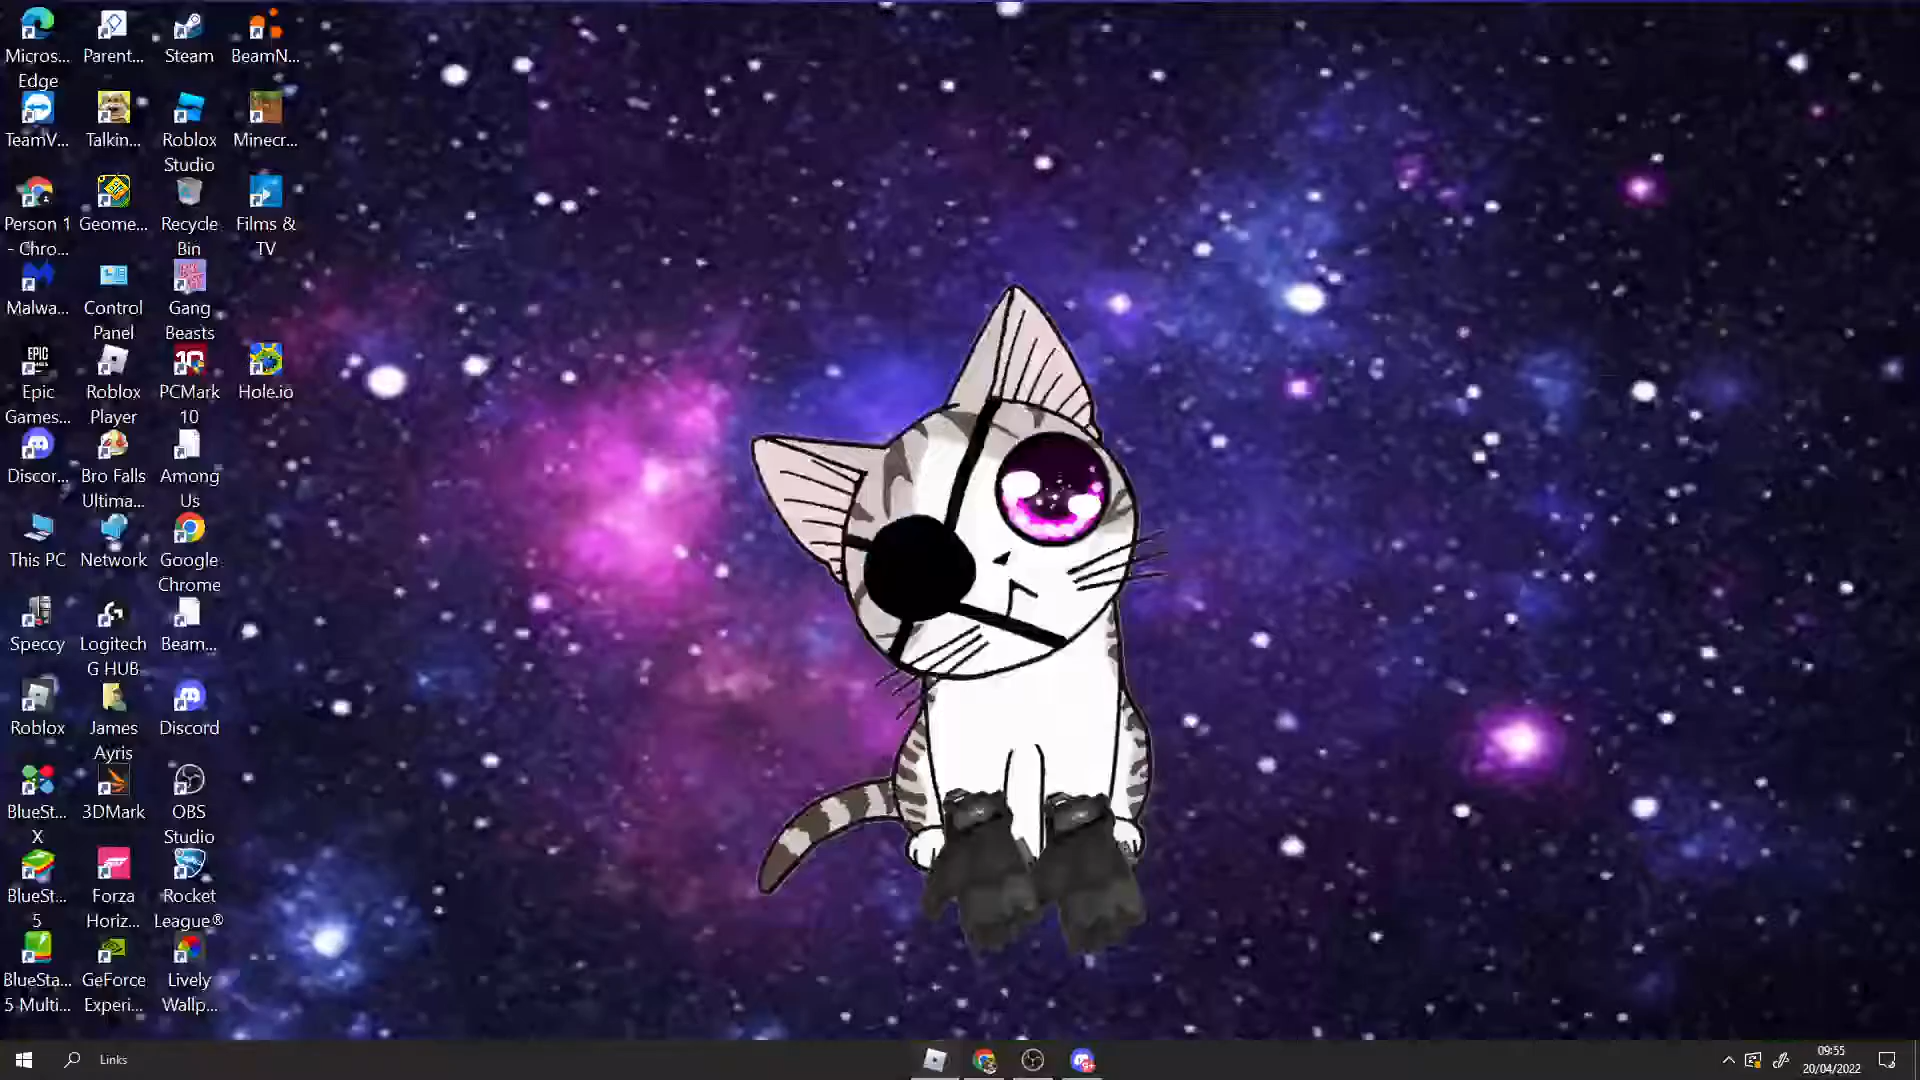 Micros...
Edge
Parent...
Steam
BeamN...
TeamV...
Talkin...
Roblox
Studio
Minecr...
Person 1
- Chro...
Geome...
Recycle
Bin
Films &
TV
Malwa...
Control
Panel
Gang
Beasts
EPIC
Epic
Games...
Roblox
Player
10
PCMark
10
Hole.io
Discor...
Bro Falls
Ultima...
Among
Us
This PC
Network
Google
Chrome
Speccy
Logitech
G HUB
Beam...
Roblox
James
Ayris
Discord
BlueSt...
X
3DMark
OBS
Studio
BlueSt...
5
Forza
Horiz...
Rocket
League®
BlueSta...
5 Multi...
GeForce
Experi...
Lively
Wallp...
Links
09:55
20/04/2022